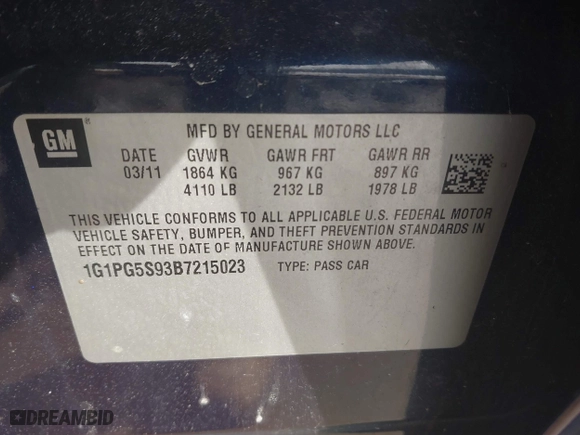 GM
MFD BY GENERAL MOTORS LLC
DATE GVWR GAWR FRT GAWR RR
03/11 1864 KG 967 KG 897 KG
4110 LB 2132 LB 1978 LB
THIS VEHICLE CONFORMS TO ALL APPLICABLE U.S. FEDERAL MOTOR
VEHICLE SAFETY, BUMPER, AND THEFT PREVENTION STANDARDS IN
EFFECT ON THE DATE OF MANUFACTURE SHOWN ABOVE.
1G1PG5S93B7215023 TYPE: PASS CAR
DREAMBID